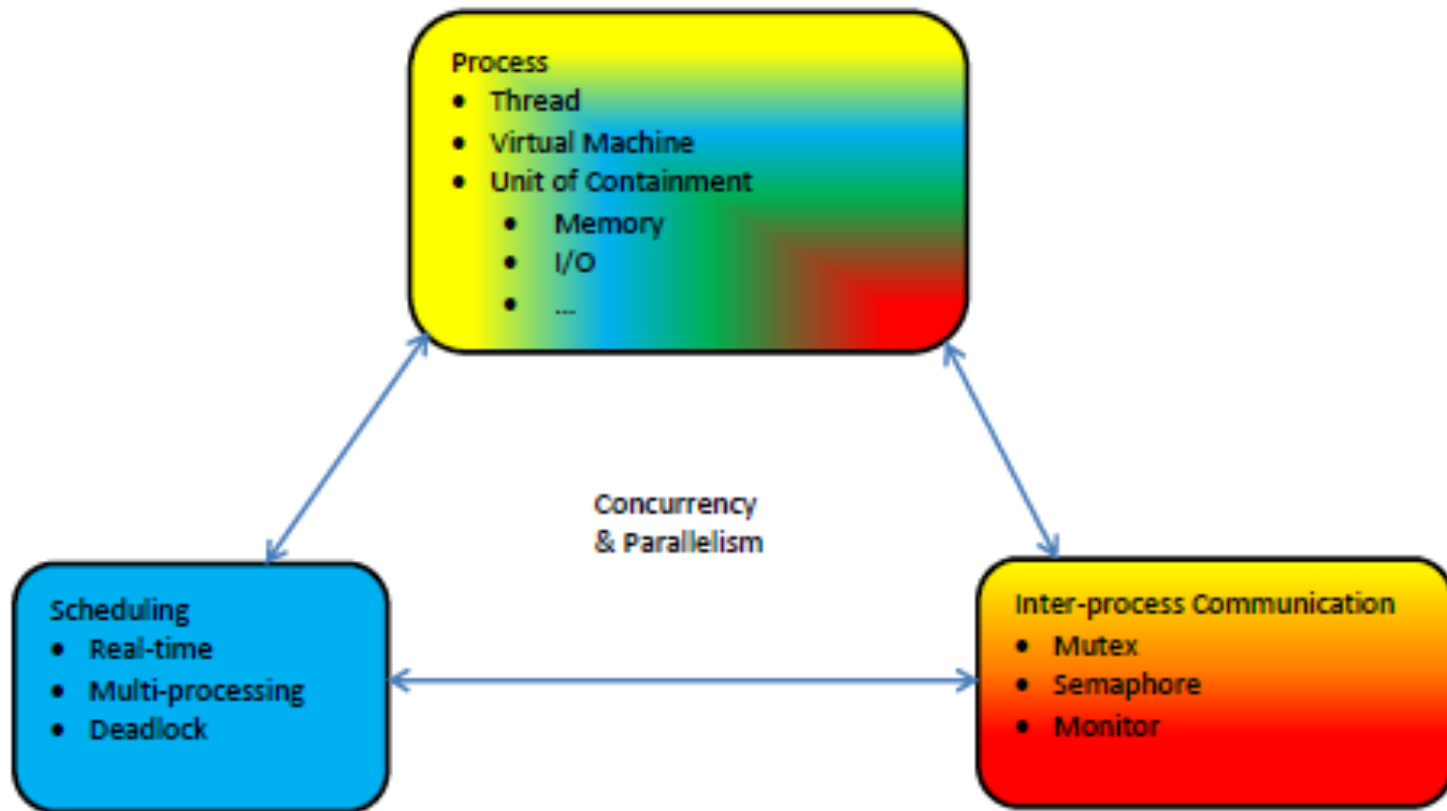 Process
• Thread
• Virtual Machine
• Unit of Containment
• Memory
• I/O
• ...
Concurrency
& Parallelism
Scheduling
• Real-time
• Multi-processing
• Deadlock
Inter-process Communication
• Mutex
• Semaphore
• Monitor